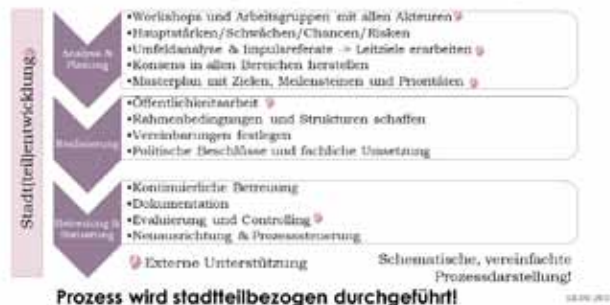 Stadt(teil)entwicklung
Analyse & Planung
•Workshops und Arbeitsgruppen mit allen Akteuren
•Hauptstärken/Schwächen/Chancen/Risken
•Umfeldanalyse & Impulsreferate -> Leitziele erarbeiten
•Konsens in allen Bereichen herstellen
•Masterplan mit Zielen, Meilensteinen und Prioritäten
Realisierung
•Öffentlichkeitsarbeit
•Rahmenbedingungen und Strukturen schaffen
•Vereinbarungen festlegen
•Politische Beschlüsse und fachliche Umsetzung
Betreuung & Steuerung
•Kontinuierliche Betreuung
•Dokumentation
•Evaluierung und Controlling
•Neuausrichtung & Prozesssteuerung
Externe Unterstützung
Schematische, vereinfachte
Prozessdarstellung!
Prozess wird stadtteilbezogen durchgeführt!